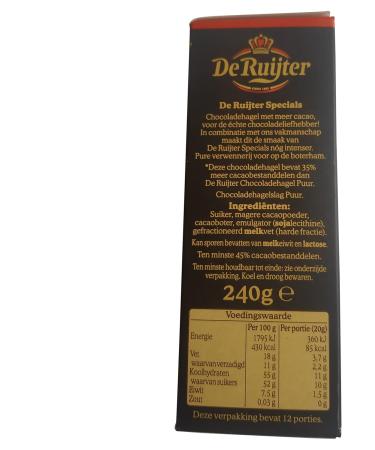 De Ruijter
SINDS 1860
De Ruijter Specials
Chocoladehagel met meer cacao,
voor de échte chocoladeliefhebber!
In combinatie met ons vakmanschap
maakt dit de smaak van
De Ruijter Specials nóg intenser.
Pure verwennerij voor op de boterham.
*Deze chocoladehagel bevat 35%
meer cacaobestanddelen dan
De Ruijter Chocoladehagel Puur.
Chocoladehagelslag Puur.
Ingrediënten:
Suiker, magere cacaopoeder,
cacaoboter, emulgator (sojalecithine),
gefractioneerd melkvet (harde fractie).
Kan sporen bevatten van melkeiwit en lactose.
Ten minste 45% cacaobestanddelen.
Ten minste houdbaar tot einde: zie onderzijde
verpakking. Koel en droog bewaren.
240g ℮
Voedingswaarde
Per 100 g Per portie (20g)
Energie 1795 kJ 360 kJ
430 kcal 85 kcal
Vet 18 g 3,7 g
waarvan verzadigd 11 g 2,2 g
Koolhydraten 55 g 11 g
waarvan suikers 52 g 10 g
Eiwit 7,5 g 1,5 g
Zout 0,03 g 0 g
Deze verpakking bevat 12 porties.